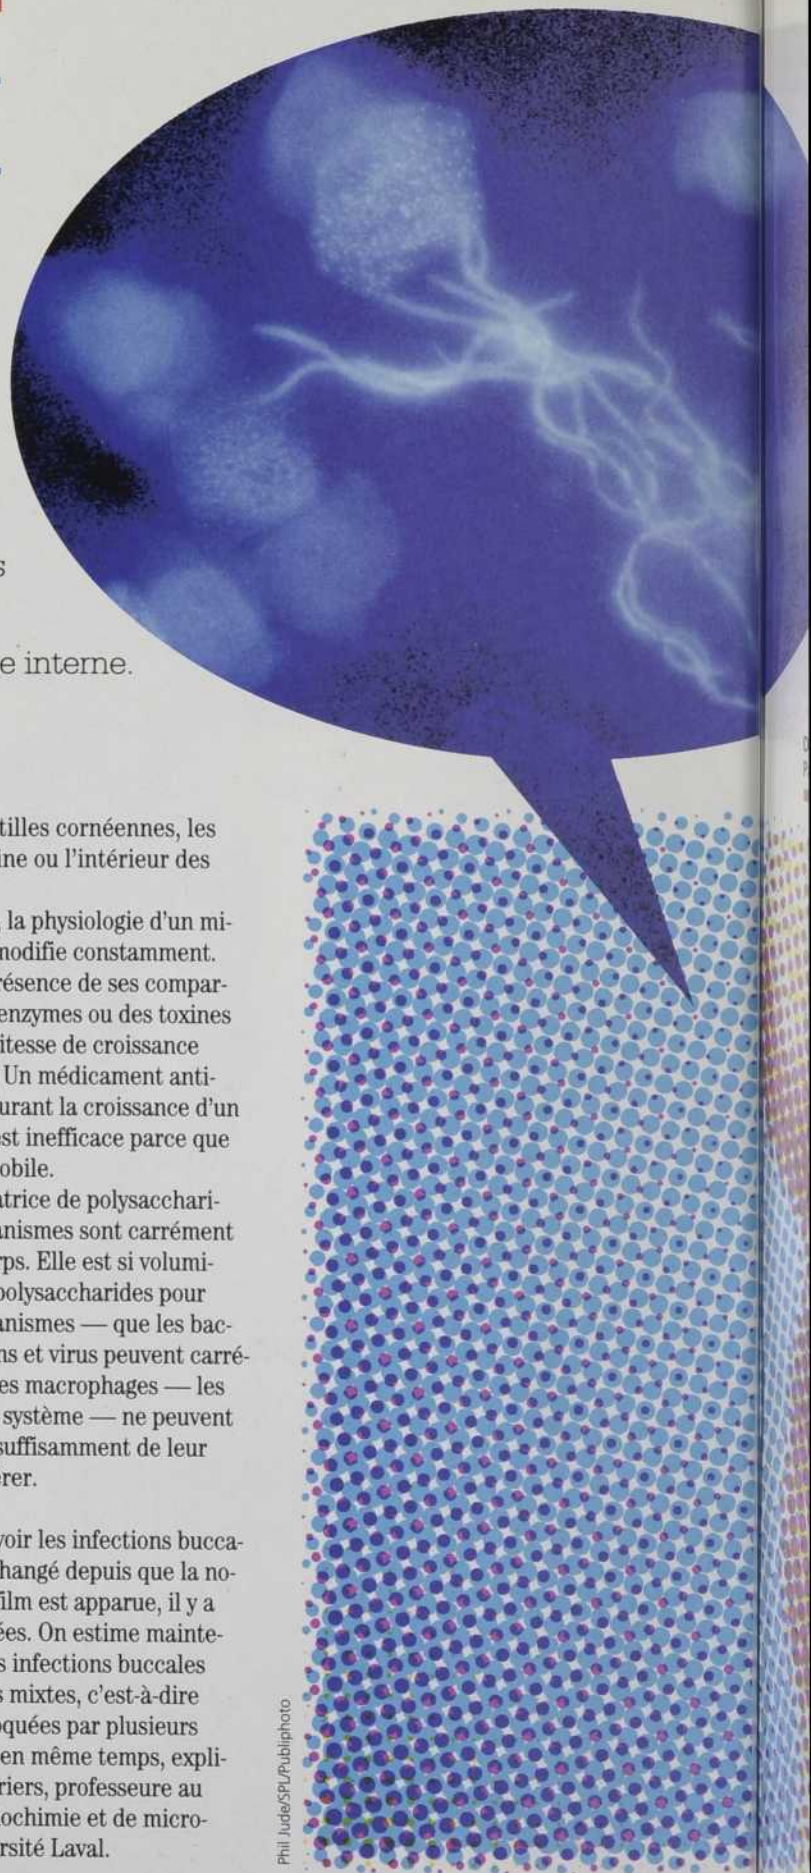 s
e interne.
tilles cornéennes, les
ine ou l'intérieur des
la physiologie d'un mi-
modifie constamment.
résence de ses compar-
enzymes ou des toxines
itesse de croissance
Un médicament anti-
urant la croissance d'un
st inefficace parce que
obile.
atrice de polysacchari-
anismes sont carrément
rps. Elle est si volumi-
polysaccharides pour
anismes — que les bac-
ns et virus peuvent carré-
es macrophages — les
système — ne peuvent
suffisamment de leur
érer.
voir les infections bucca-
hangé depuis que la no-
film est apparue, il y a
ées. On estime mainte-
s infections buccales
s mixtes, c'est-à-dire
oquées par plusieurs
en même temps, expli-
riers, professeure au
iochimie et de micro-
rsité Laval.
Phil Jude/SPL/Publiphoto